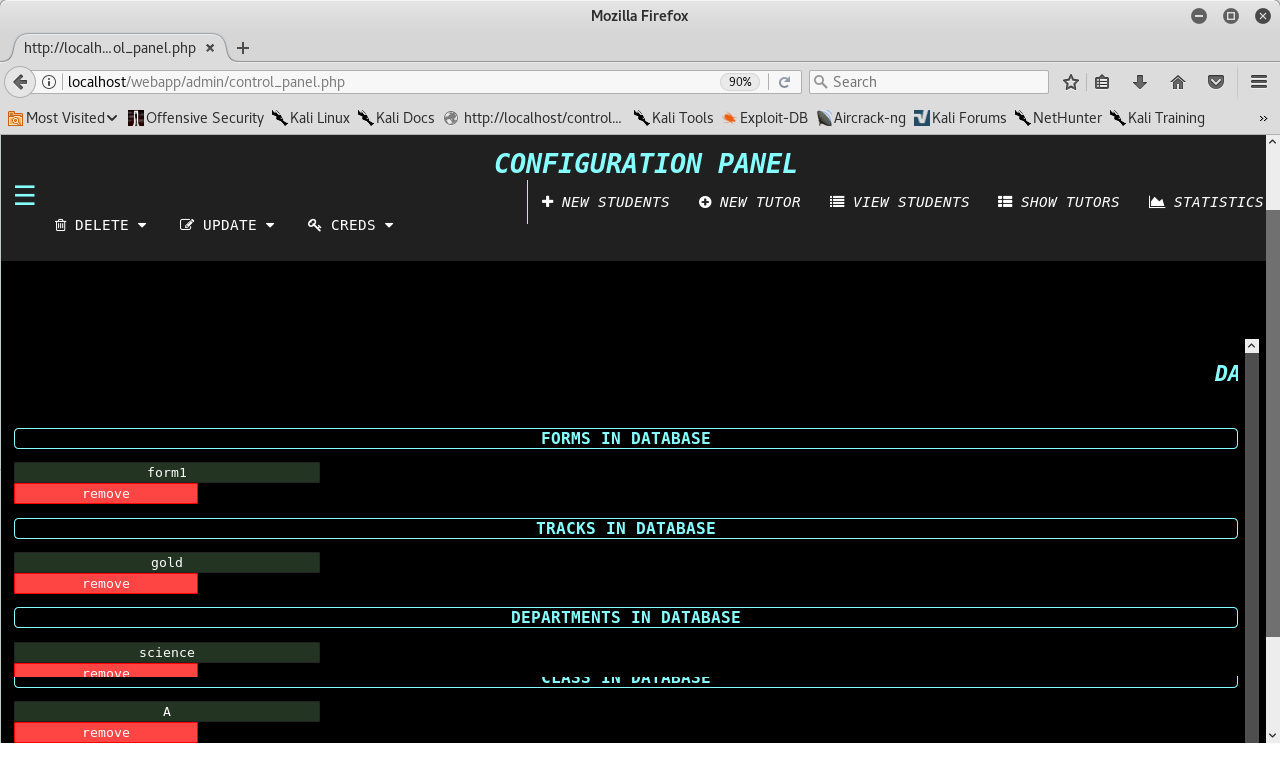 Mozilla Firefox
http://localh...ol_panel.php
localhost/webapp/admin/control_panel.php 90% Search
Most Visited Offensive Security Kali Linux Kali Docs http://localhost/control... Kali Tools Exploit-DB Aircrack-ng Kali Forums NetHunter Kali Training
CONFIGURATION PANEL
NEW STUDENTS NEW TUTOR VIEW STUDENTS SHOW TUTORS STATISTICS
DELETE UPDATE CREDS
DA
FORMS IN DATABASE
form1
remove
TRACKS IN DATABASE
gold
remove
DEPARTMENTS IN DATABASE
science
remove
CLASS IN DATABASE
A
remove